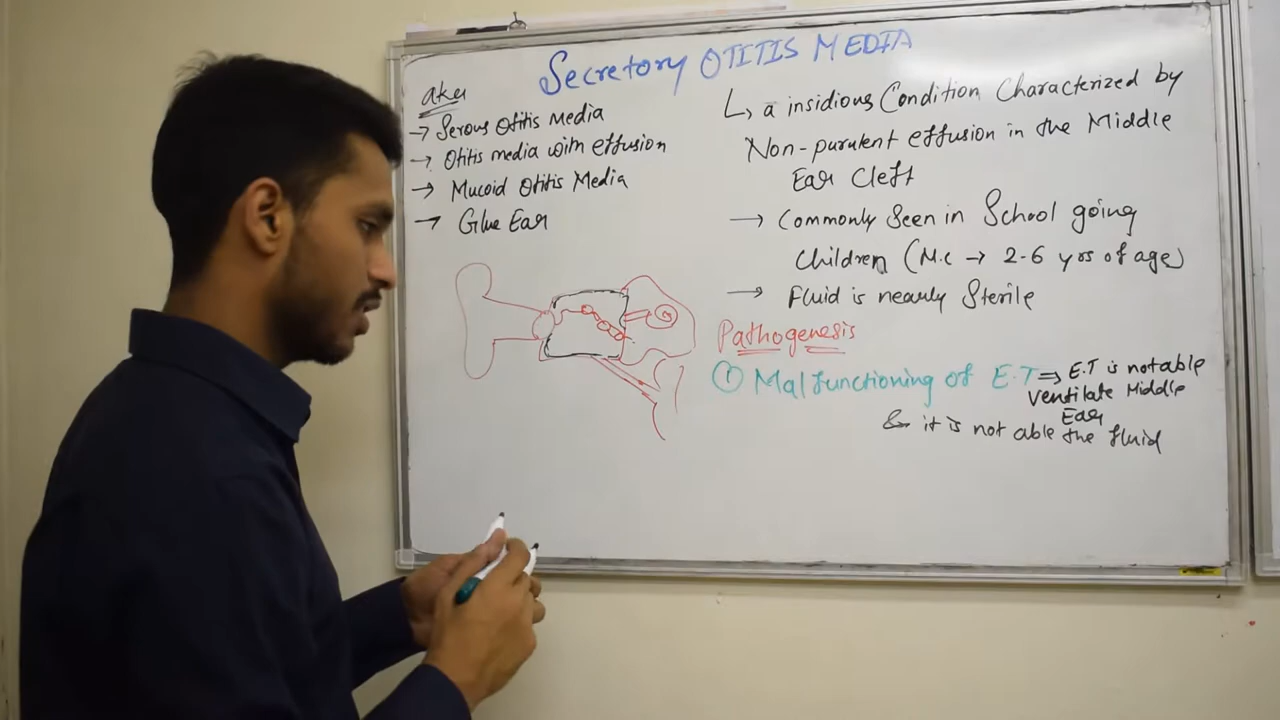 Secretory OTITIS MEDIA
aka
→ Serous Otitis Media
→ Otitis media with effusion
→ Mucoid Otitis Media
→ Glue Ear
↳ a insidious Condition Characterized by
Non-purulent effusion in the Middle
Ear Cleft
→ Commonly Seen in School going
Children (M.c → 2-6 yrs of age)
→ Fluid is nearly Sterile
Pathogenesis
① Malfunctioning of E.T ⇒ E.T is notable
Ventilate Middle
Ear
& it is not able the fluid